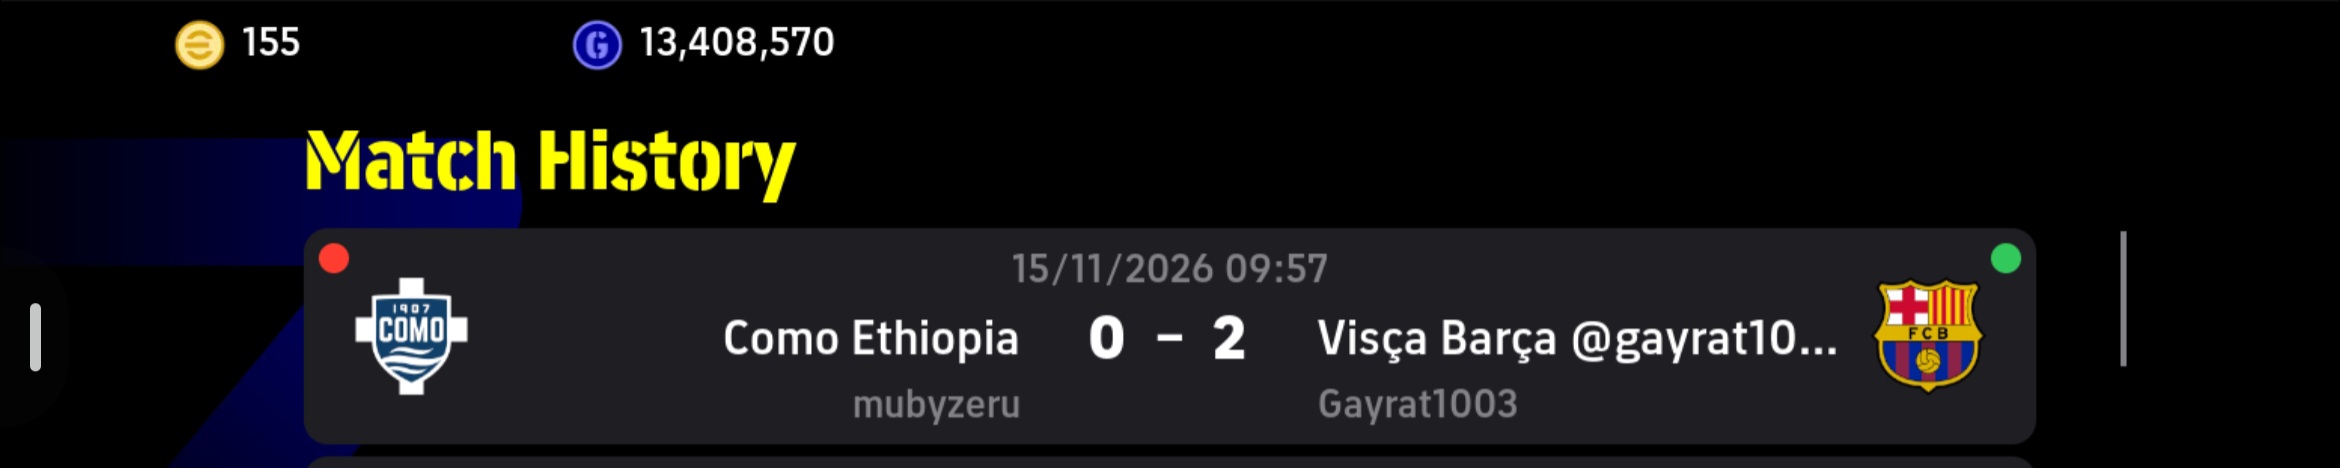 155 13,408,570
Match History
15/11/2026 09:57
1907
COMO
Como Ethiopia 0 - 2 Visça Barça @gayrat10...
FCB
mubyzeru Gayrat1003